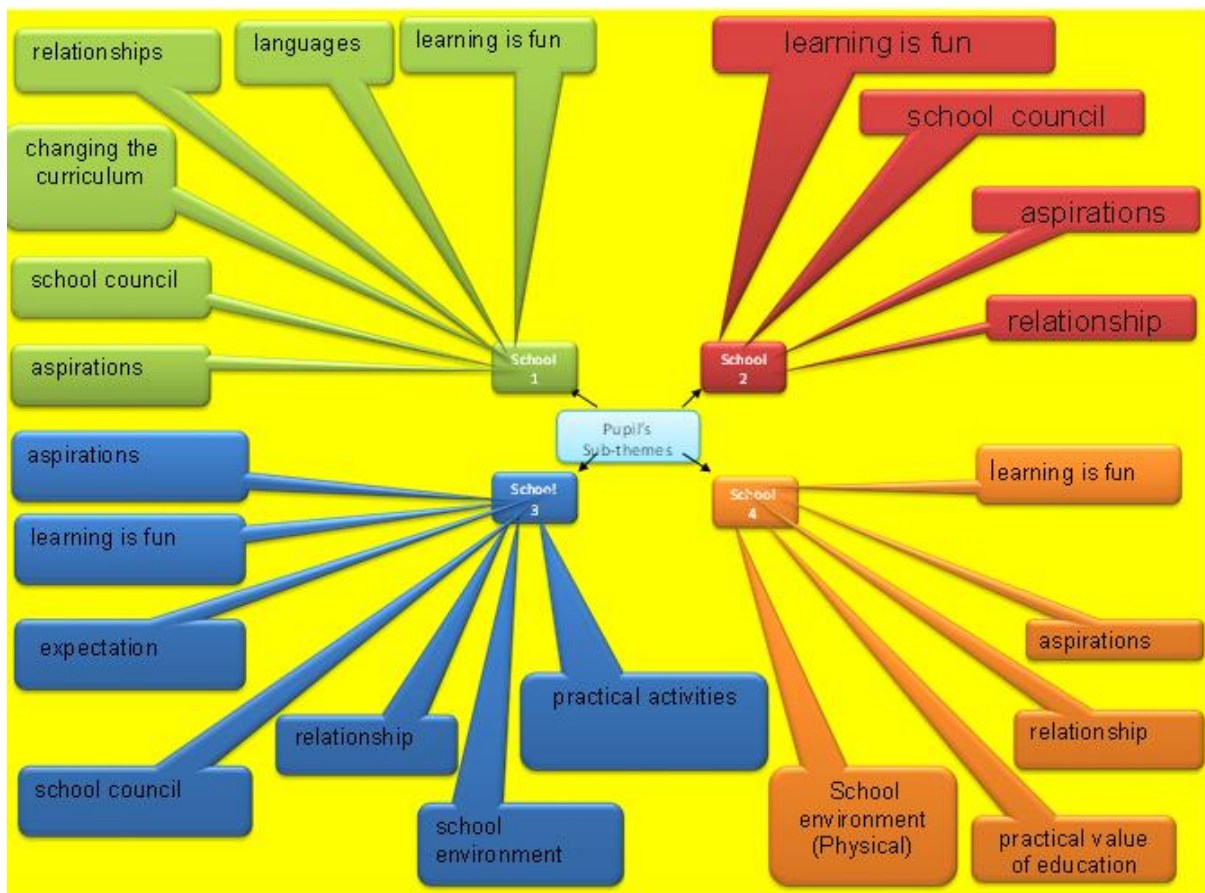 relationships
languages
learning is fun
changing the
curriculum
school council
aspirations
School
1
learning is fun
school council
aspirations
relationship
School
2
Pupil's
Sub-themes
aspirations
learning is fun
expectation
school council
relationship
school
environment
practical activities
School
3
School
4
learning is fun
aspirations
relationship
practical value
of education
School
environment
(Physical)